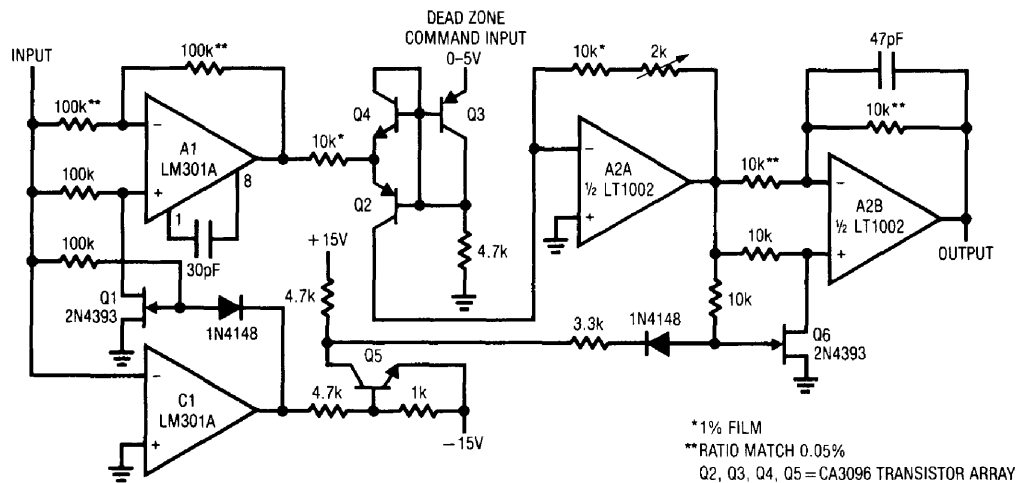 DEAD ZONE
COMMAND INPUT
0–5V
INPUT
100k**
10k*
2k
47pF
10k**
100k**
Q4
Q3
A1
LM301A
10k*
A2A
½ LT1002
10k**
100k
8
Q2
A2B
½ LT1002
1
+15V
4.7k
10k
OUTPUT
100k
30pF
4.7k
10k
Q1
2N4393
1N4148
Q5
3.3k
1N4148
Q6
2N4393
C1
LM301A
4.7k
1k
–15V
*1% FILM
**RATIO MATCH 0.05%
Q2, Q3, Q4, Q5=CA3096 TRANSISTOR ARRAY